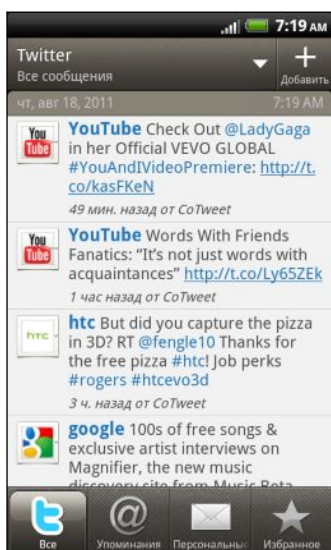 7:19 AM
Twitter
Все сообщения
Добавить
чт, авг 18, 2011 7:19 AM
You Tube
YouTube Check Out @LadyGaga
in her Official VEVO GLOBAL
#YouAndIVideoPremiere: http://t.
co/kasFKeN
49 мин. назад от CoTweet
You Tube
YouTube Words With Friends
Fanatics: “It’s not just words with
acquaintances” http://t.co/Ly65ZEk
1 час назад от CoTweet
htc
htc But did you capture the pizza
in 3D? RT @fengle10 Thanks for
the free pizza #htc! Job perks
#rogers #htcevo3d
3 ч. назад от CoTweet
google 100s of free songs &
exclusive artist interviews on
Magnifier, the new music
discovery site from Music Beta
Все Упоминания Персональные Избранное